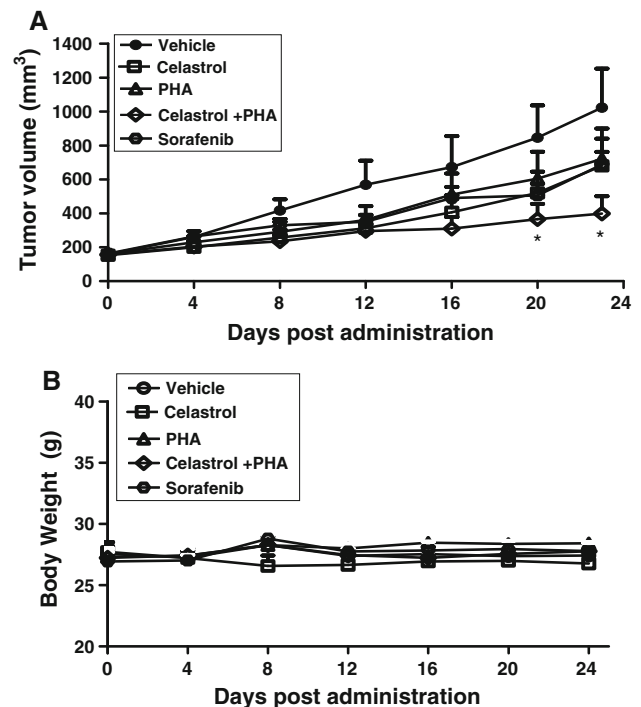 A
Tumor volume (mm³)
1400
1200
1000
800
600
400
200
0
Vehicle
Celastrol
PHA
Celastrol +PHA
Sorafenib
* *
0 4 8 12 16 20 24
Days post administration
B
Body Weight (g)
40
35
30
25
20
Vehicle
Celastrol
PHA
Celastrol +PHA
Sorafenib
0 4 8 12 16 20 24
Days post administration